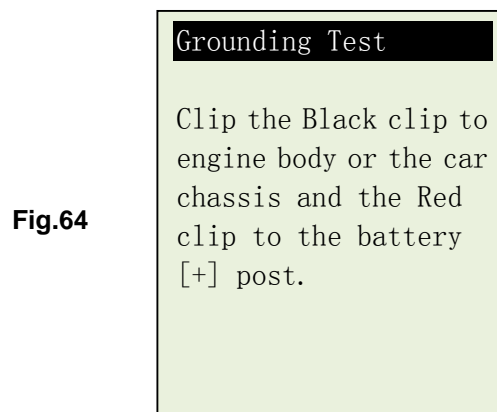 Grounding Test
Clip the Black clip to
engine body or the car
chassis and the Red
clip to the battery
[+] post.
Fig.64